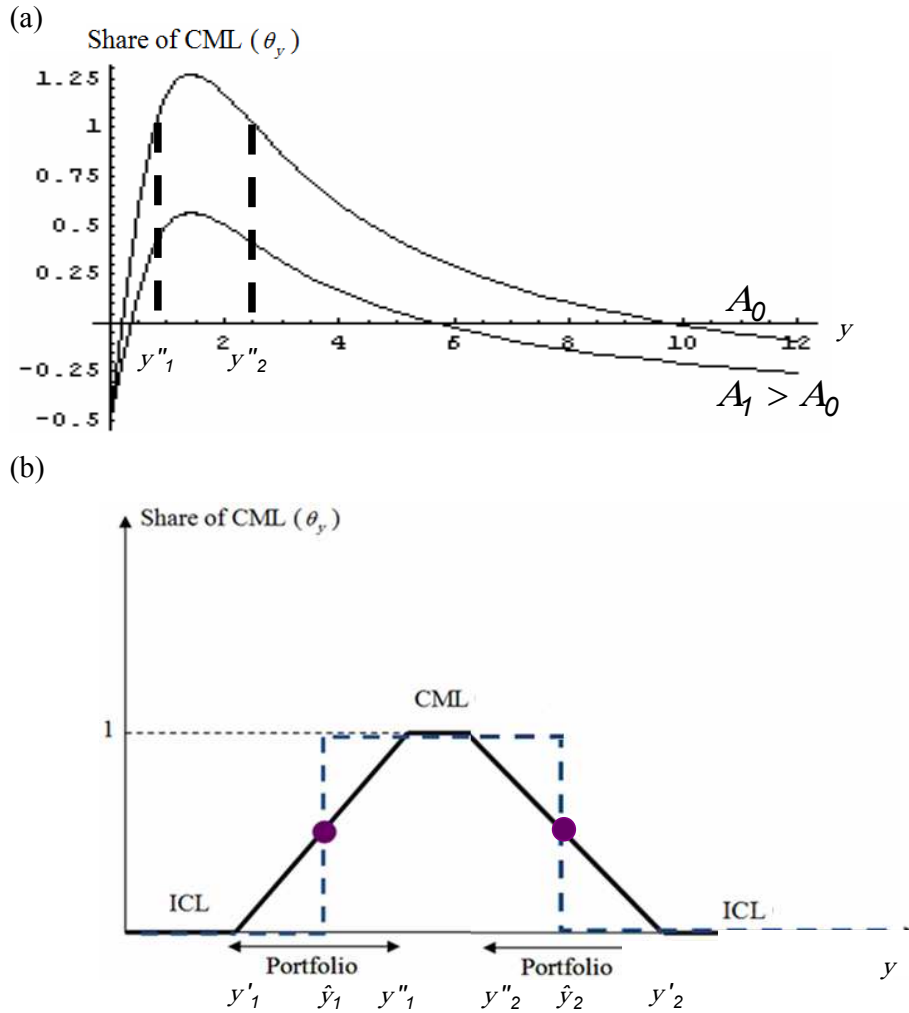 (a)
Share of CML (θy)
1.25
1
0.75
0.5
0.25
-0.25
-0.5
2
4
6
8
10
12
y
y"1
y"2
A0
A1 > A0
(b)
Share of CML (θy)
1
CML
ICL
ICL
Portfolio
Portfolio
y
y'1
ŷ1
y"1
y"2
ŷ2
y'2